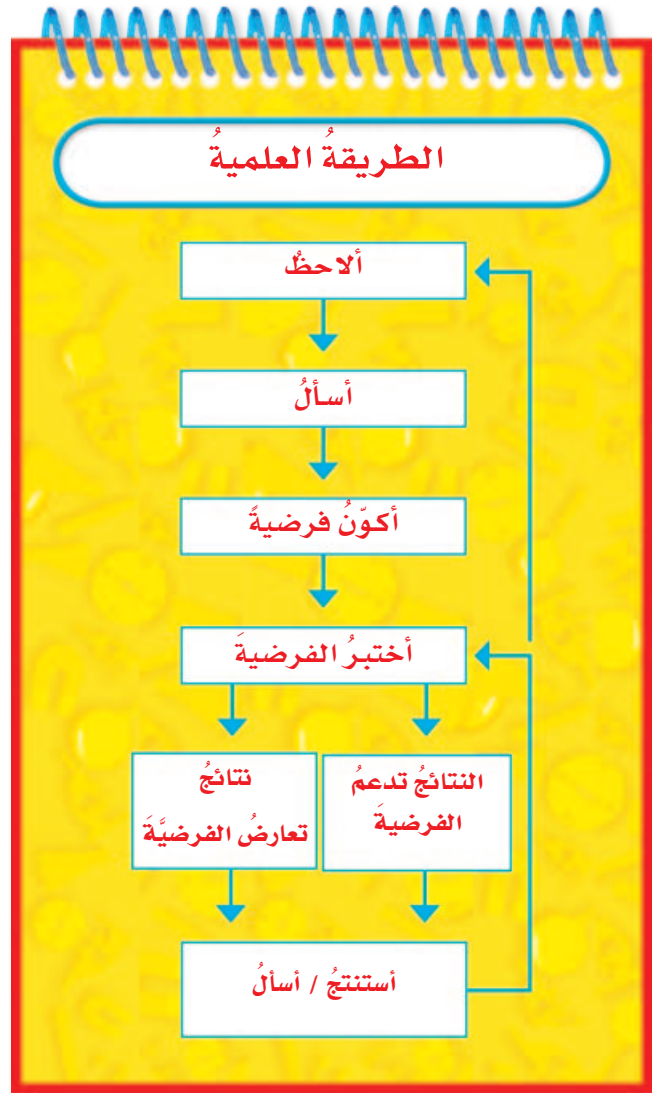 الطريقةُ العلميةُ
ألاحظُ
أسألُ
أكوّنُ فرضيةً
أختبرُ الفرضيةَ
النتائجُ تدعمُ
الفرضيةَ
نتائجُ
تعارضُ الفرضيَّةَ
أستنتجُ / أسألُ